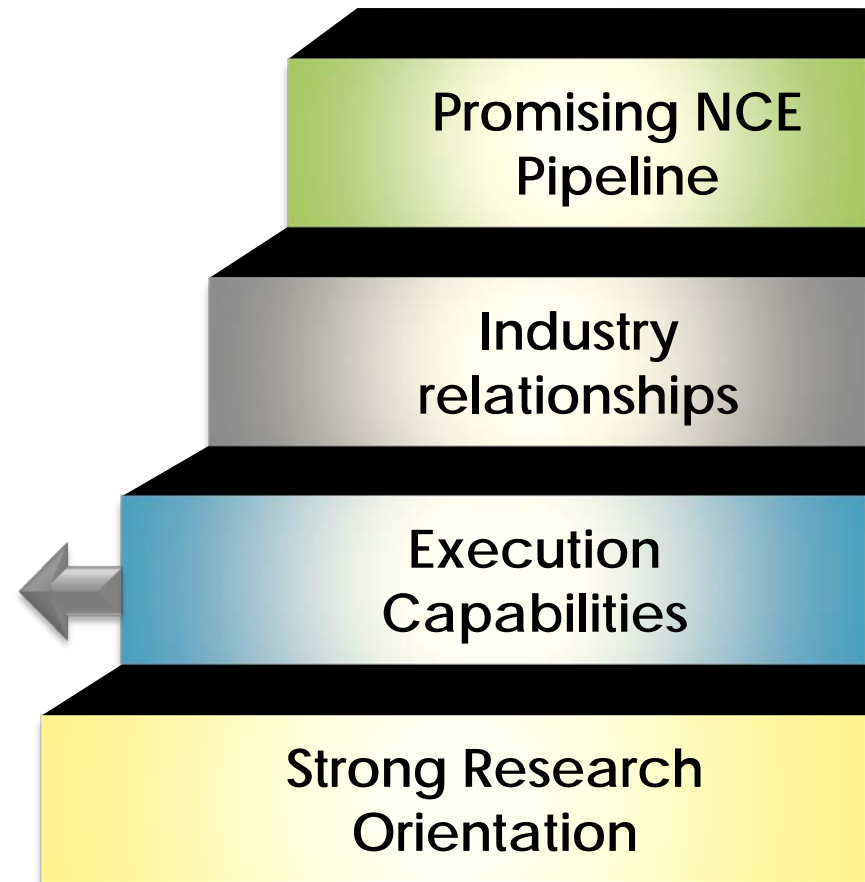 Promising NCE
Pipeline
Industry
relationships
Execution
Capabilities
Strong Research
Orientation